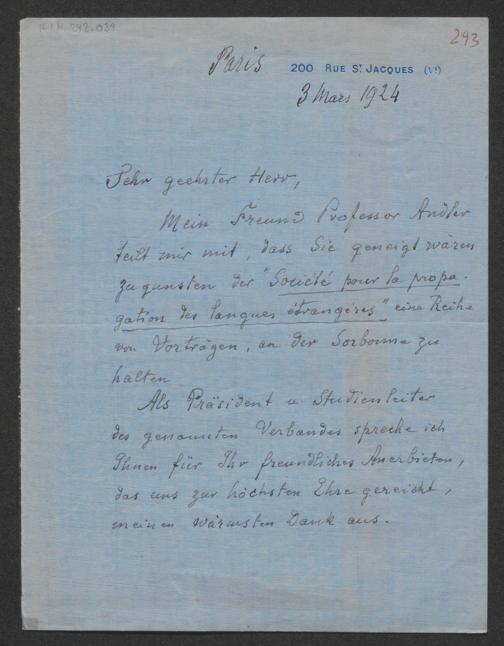 293
Paris 200 RUE ST JACQUES (Ve)
3 Mars 1924
Sehr geehrter Herr,
Mein Freund Professor Andler
teilt mir mit, dass Sie geneigt wären
zugunsten der "Société pour la propa-
gation des langues étrangères" eine Reihe
von Vorträgen, an der Sorbonne zu
halten
Als Präsident u Studienleiter
des genannten Verbandes spreche ich
Ihnen für Ihr freundliches Anerbieten,
das uns zur höchsten Ehre gereicht,
meinen wärmsten Dank aus.